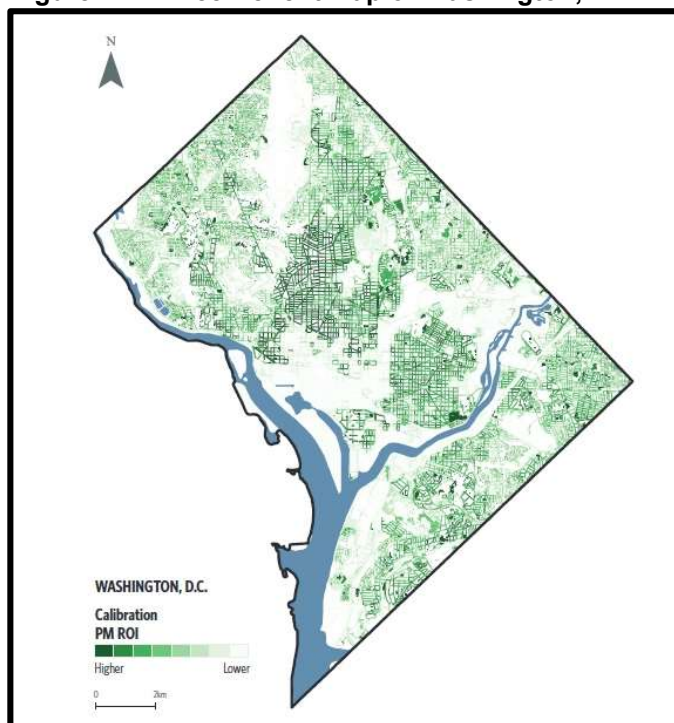 N
WASHINGTON, D.C.
Calibration
PM ROI
Higher Lower
0 2km